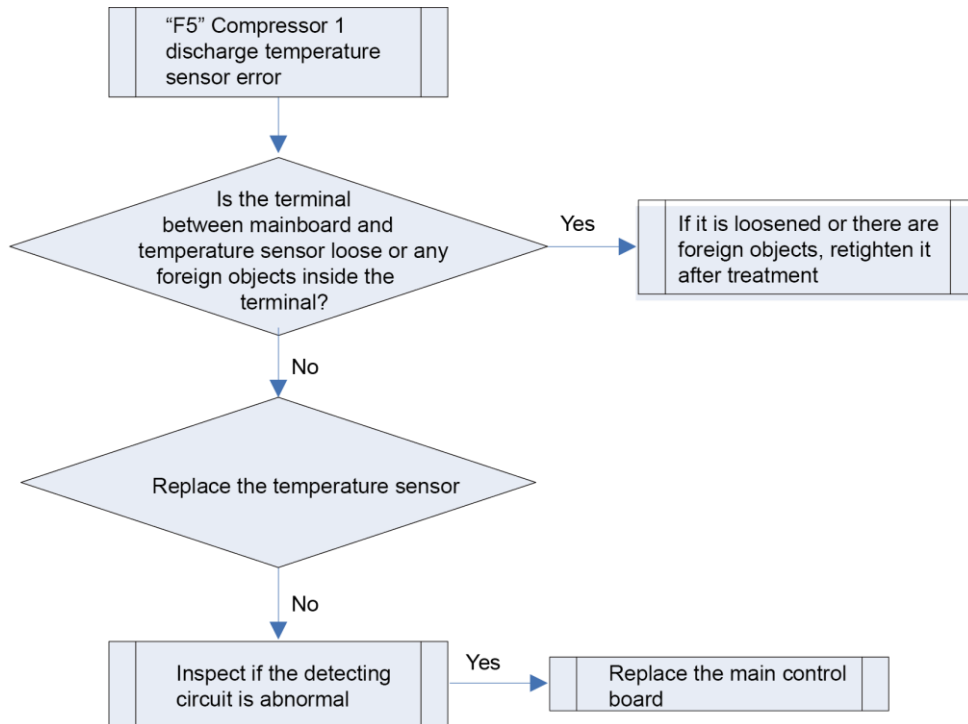 “F5” Compressor 1
discharge temperature
sensor error
Is the terminal
between mainboard and
temperature sensor loose or any
foreign objects inside the
terminal?
Yes
If it is loosened or there are
foreign objects, retighten it
after treatment
No
Replace the temperature sensor
No
Inspect if the detecting
circuit is abnormal
Yes
Replace the main control
board